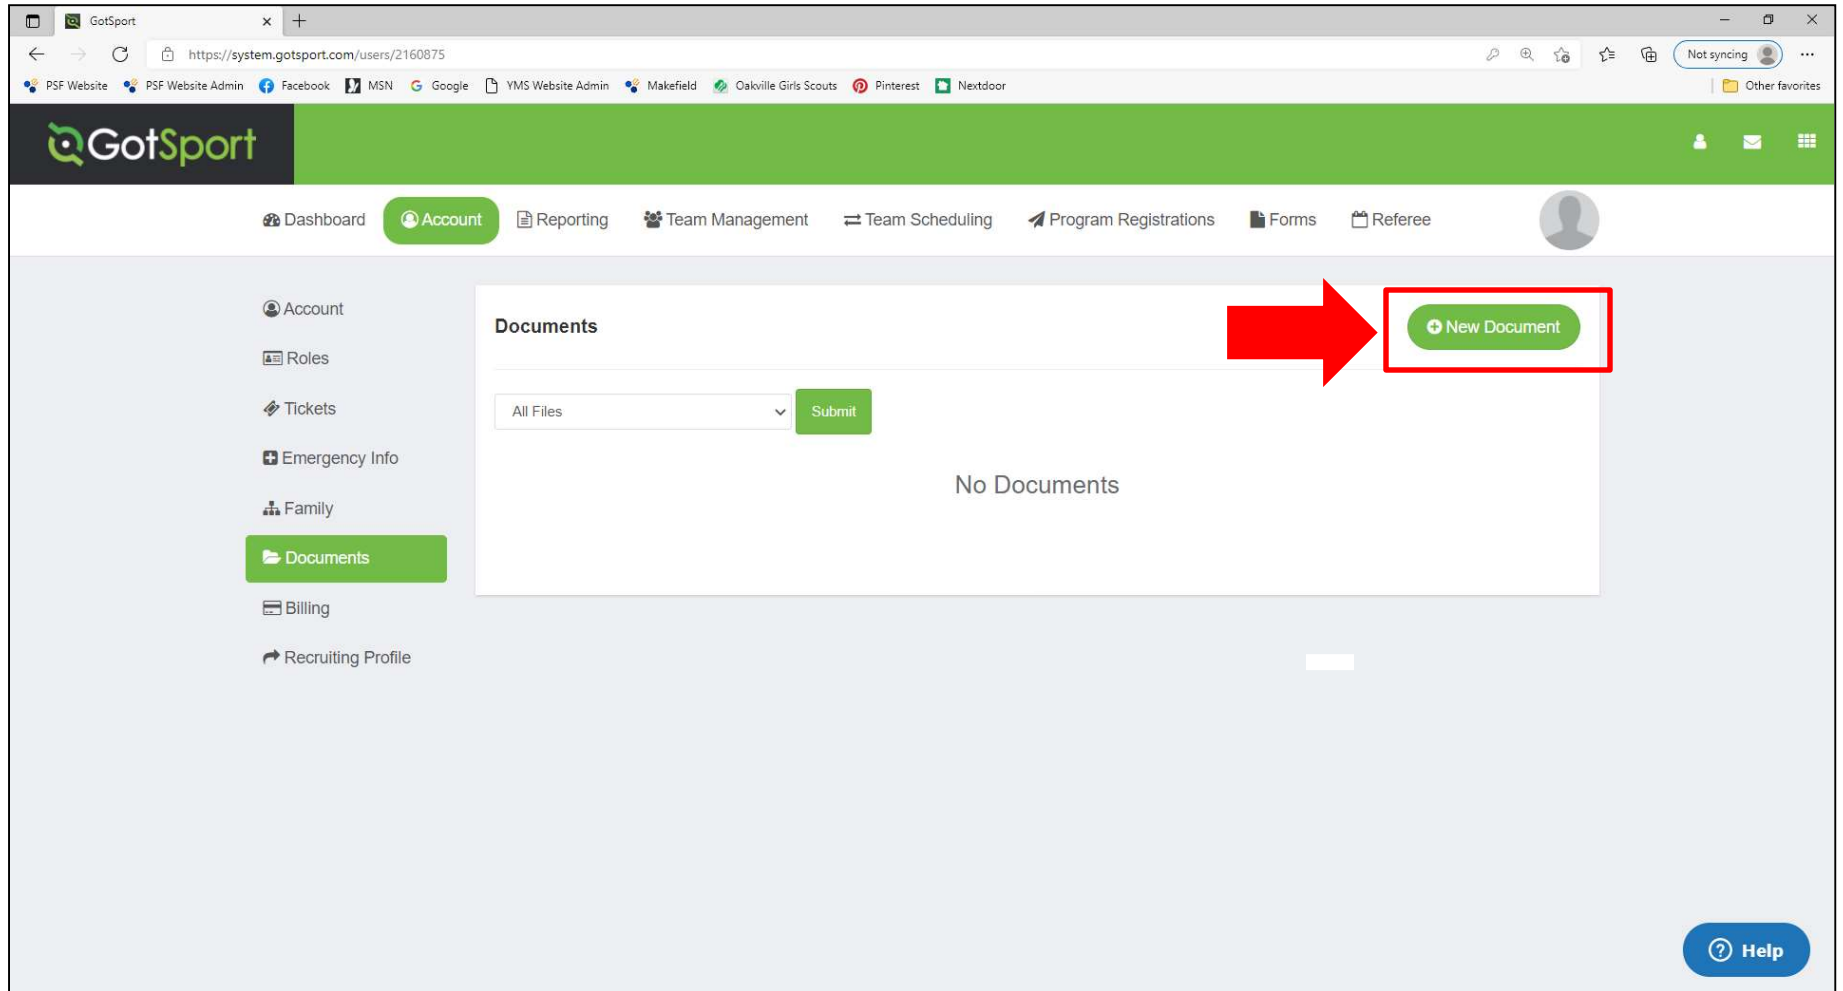 GotSport
https://system.gotsport.com/users/2160875
Not syncing
PSF Website PSF Website Admin Facebook MSN Google YMS Website Admin Makefield Oakville Girls Scouts Pinterest Nextdoor Other favorites
GotSport
Dashboard Account Reporting Team Management Team Scheduling Program Registrations Forms Referee
Account
Roles
Tickets
Emergency Info
Family
Documents
Billing
Recruiting Profile
Documents
New Document
All Files Submit
No Documents
Help